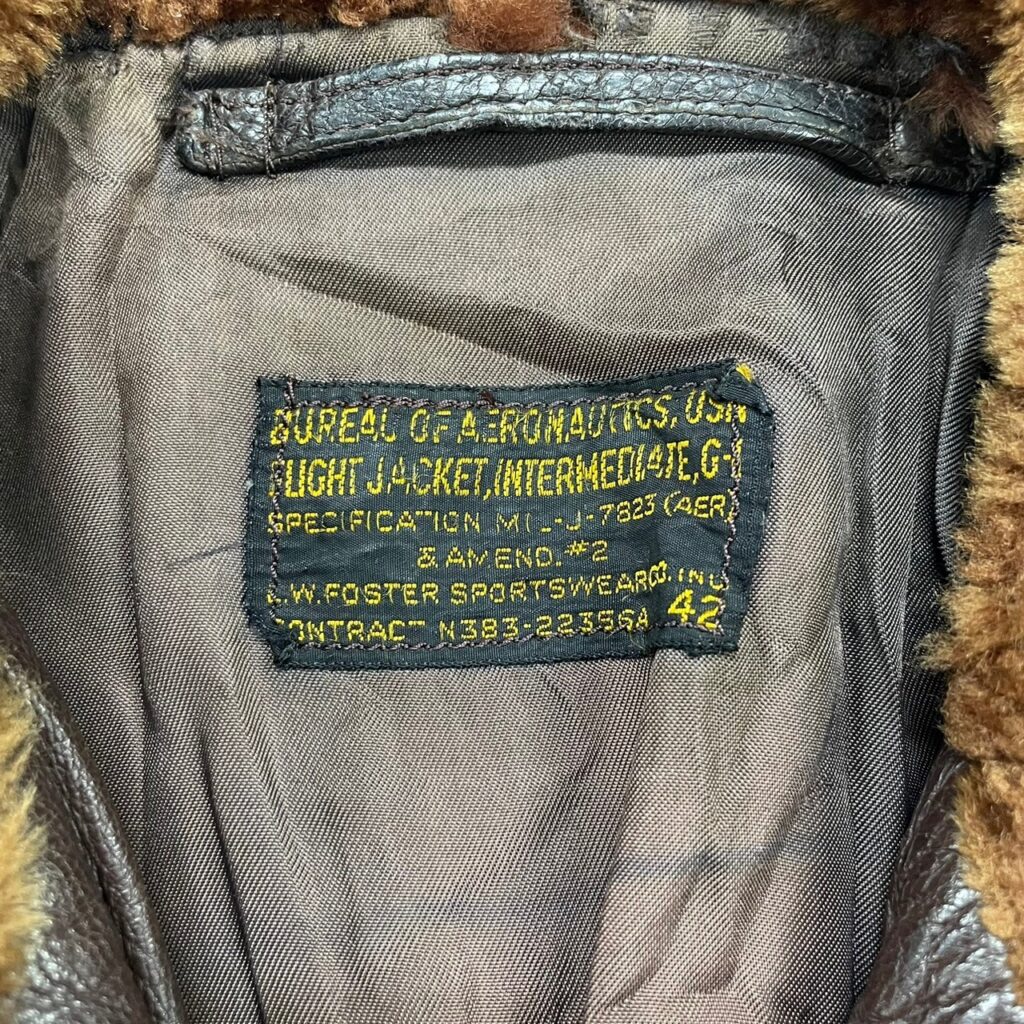 BUREAU OF AERONAUTICS, USN
FLIGHT JACKET, INTERMEDIATE, G-1
SPECIFICATION MIL-J-7823 (AER)
& AMEND. #2
L.W. FOSTER SPORTSWEAR CO. INC
CONTRACT N383-22356A 42